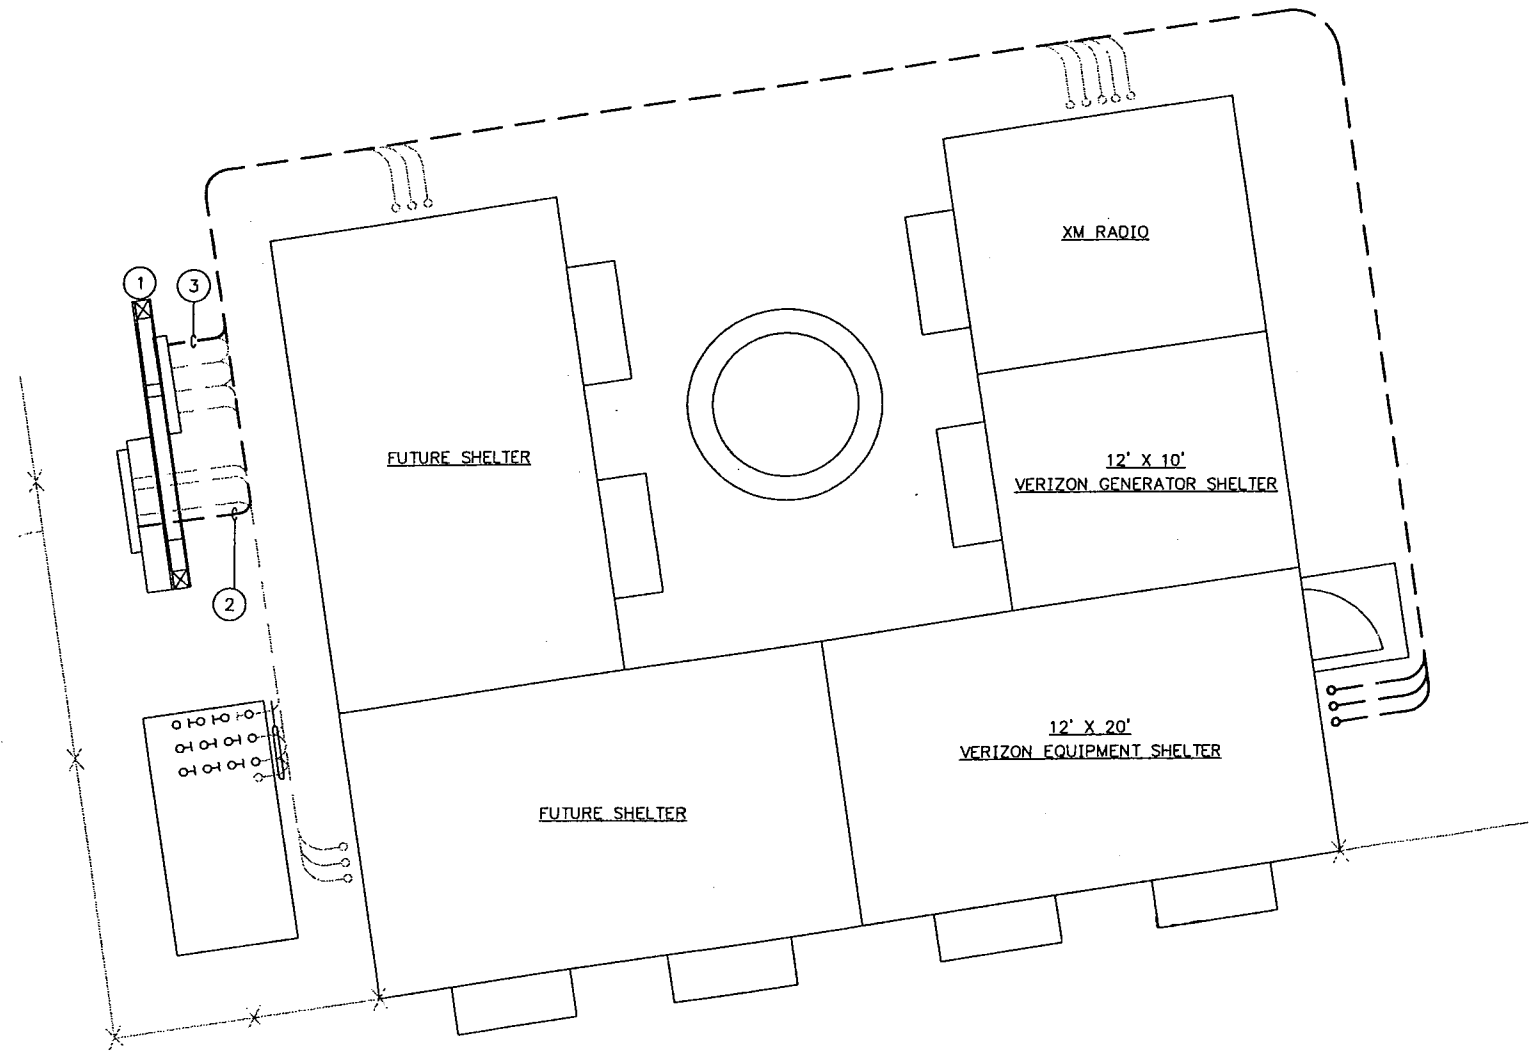 XM RADIO
1
3
FUTURE SHELTER
12' X 10'
VERIZON GENERATOR SHELTER
2
12' X 20'
VERIZON EQUIPMENT SHELTER
FUTURE SHELTER